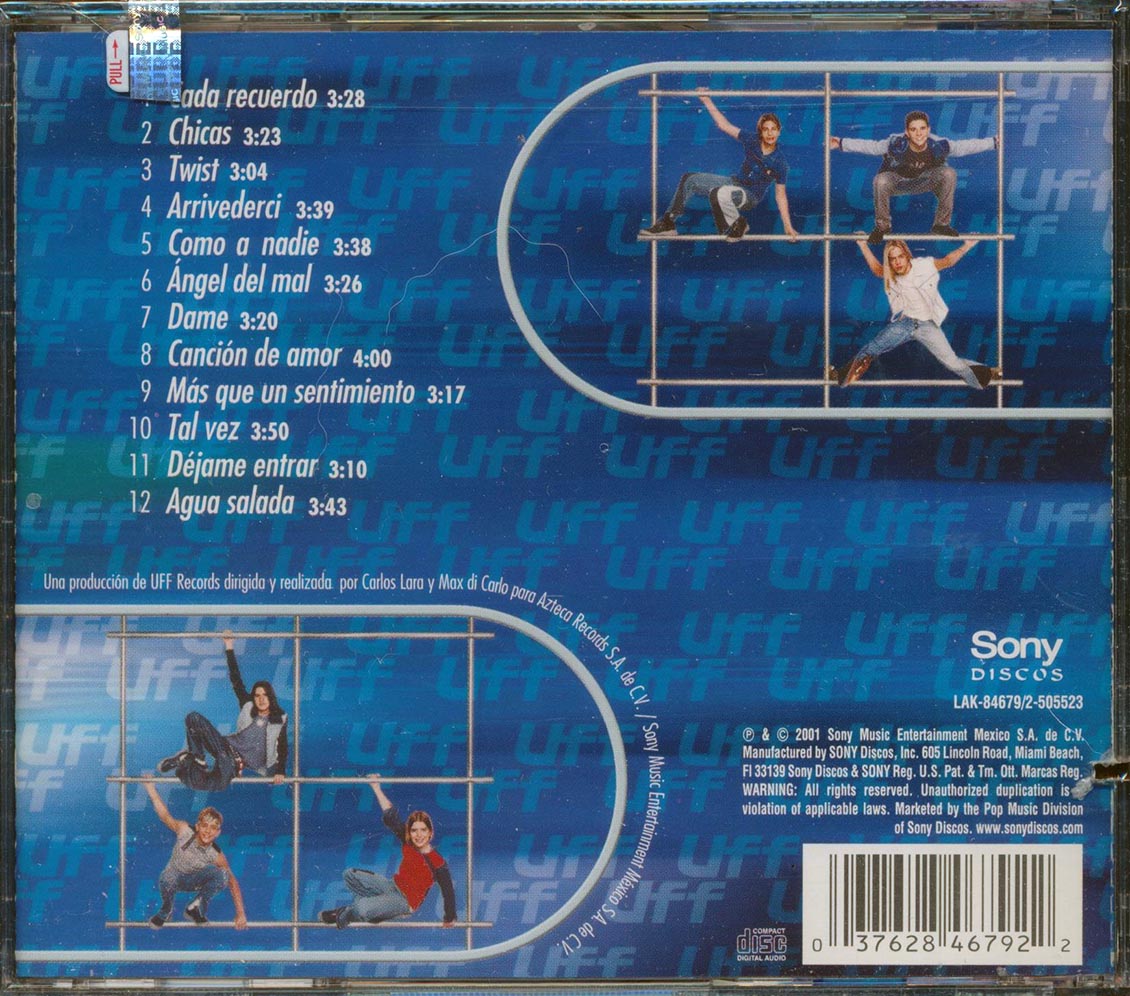 PULL→
ada recuerdo 3:28
2 Chicas 3:23
3 Twist 3:04
4 Arrivederci 3:39
5 Como a nadie 3:38
6 Ángel del mal 3:26
7 Dame 3:20
8 Canción de amor 4:00
9 Más que un sentimiento 3:17
10 Tal vez 3:50
11 Déjame entrar 3:10
12 Agua salada 3:43
Una producción de UFF Records dirigida y realizada por Carlos Lara y Max di Carlo para Azteca Records S.A. de C.V. / Sony Music Entertainment México S.A. de C.V.
Sony
DISCOS
LAK-84679/2-505523
℗ & © 2001 Sony Music Entertainment Mexico S.A. de C.V.
Manufactured by SONY Discos, Inc. 605 Lincoln Road, Miami Beach,
Fl 33139 Sony Discos & SONY Reg. U.S. Pat. & Tm. Ott. Marcas Reg.
WARNING: All rights reserved. Unauthorized duplication is a
violation of applicable laws. Marketed by the Pop Music Division
of Sony Discos. www.sonydiscos.com
COMPACT
disc
DIGITAL AUDIO
0 37628 46792 2
Uff